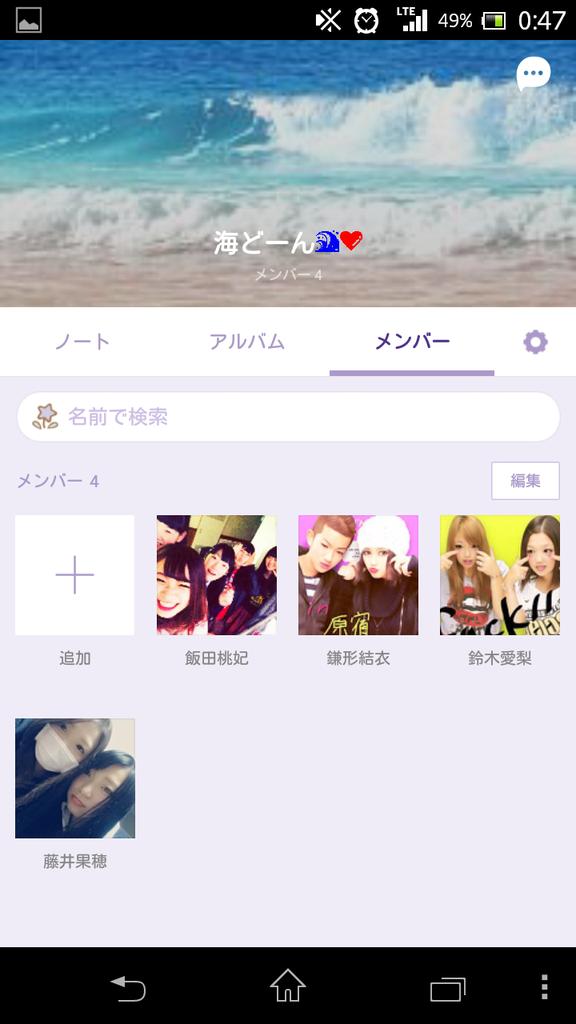 LTE 49% 0:47
海どーん🌊❤
メンバー 4
ノート アルバム メンバー
名前で検索
メンバー 4 編集
原宿
追加 飯田桃妃 鎌形結衣 鈴木愛梨
藤井果穂